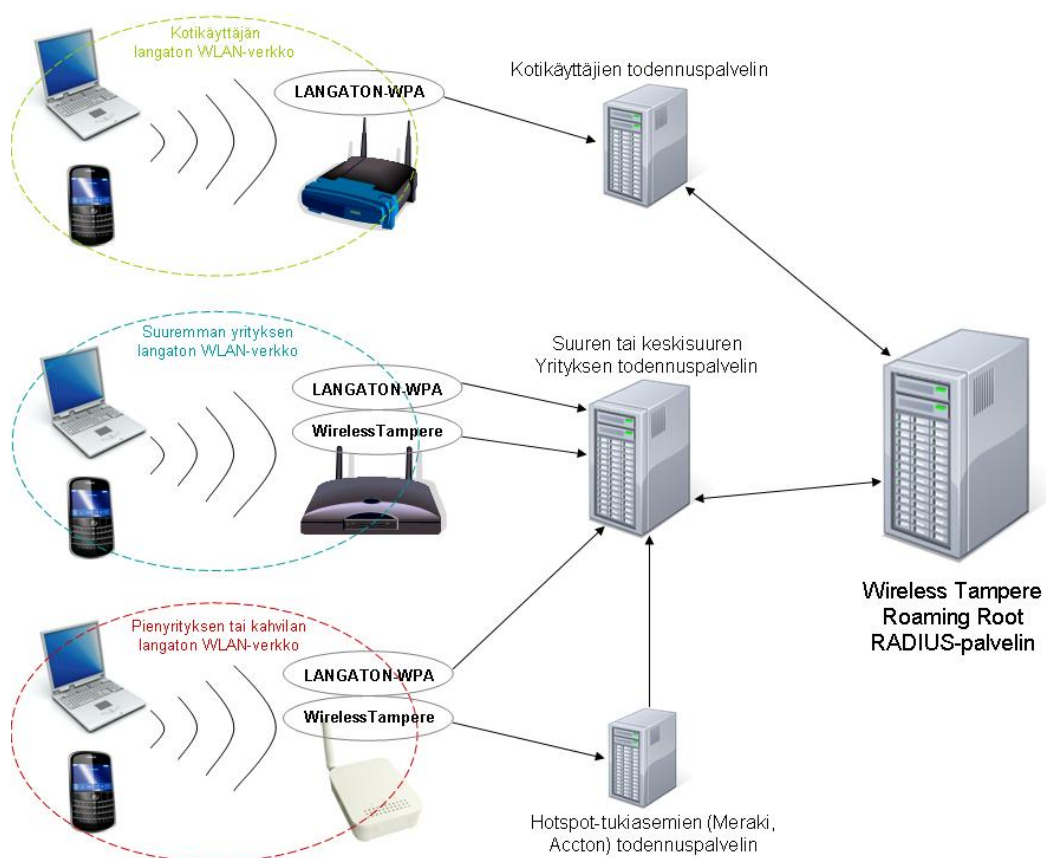 Kotikäyttäjän
langaton WLAN-verkko
LANGATON-WPA
Kotikäyttäjien todennuspalvelin
Suuremman yrityksen
langaton WLAN-verkko
LANGATON-WPA
WirelessTampere
Suuren tai keskisuuren
Yrityksen todennuspalvelin
Wireless Tampere
Roaming Root
RADIUS-palvelin
Pienyrityksen tai kahvilan
langaton WLAN-verkko
LANGATON-WPA
WirelessTampere
Hotspot-tukiasemien (Meraki,
Accton) todennuspalvelin